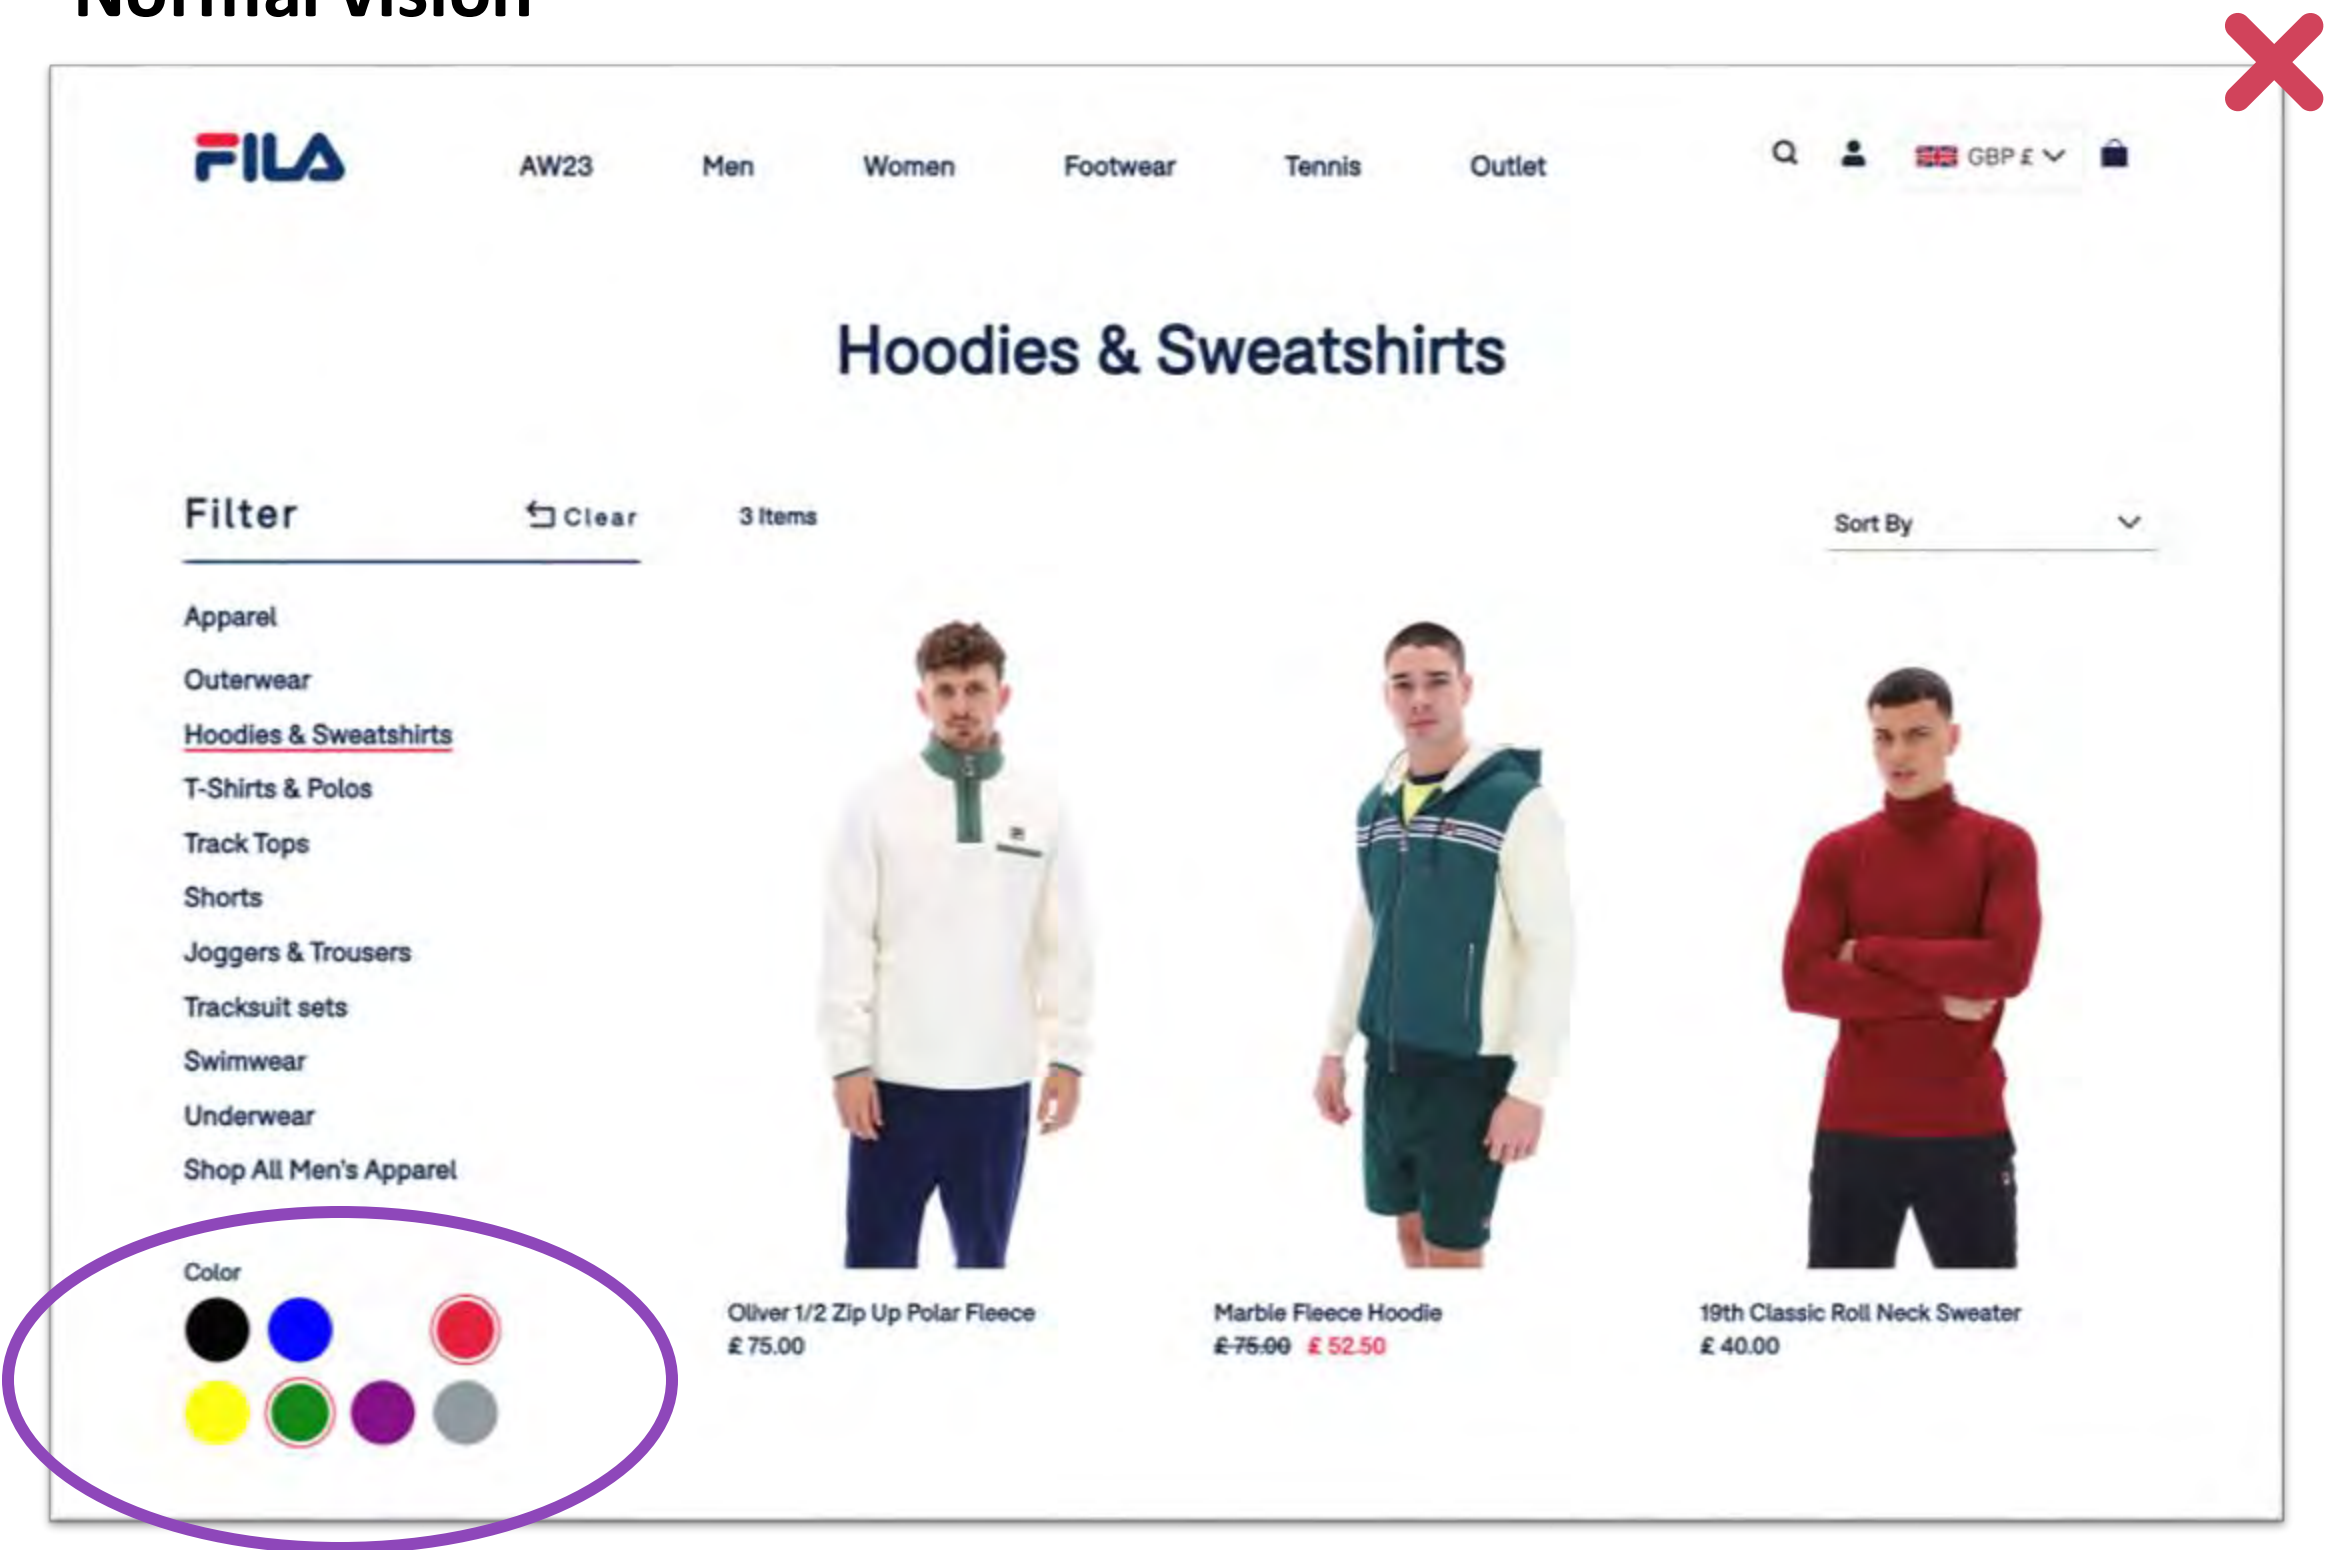 Normal vision
FILA
AW23 Men Women Footwear Tennis Outlet GBP £
Hoodies & Sweatshirts
Filter Clear 3 Items Sort By
Apparel
Outerwear
Hoodies & Sweatshirts
T-Shirts & Polos
Track Tops
Shorts
Joggers & Trousers
Tracksuit sets
Swimwear
Underwear
Shop All Men's Apparel
Color
Oliver 1/2 Zip Up Polar Fleece
£ 75.00
Marble Fleece Hoodie
£ 75.00 £ 52.50
19th Classic Roll Neck Sweater
£ 40.00